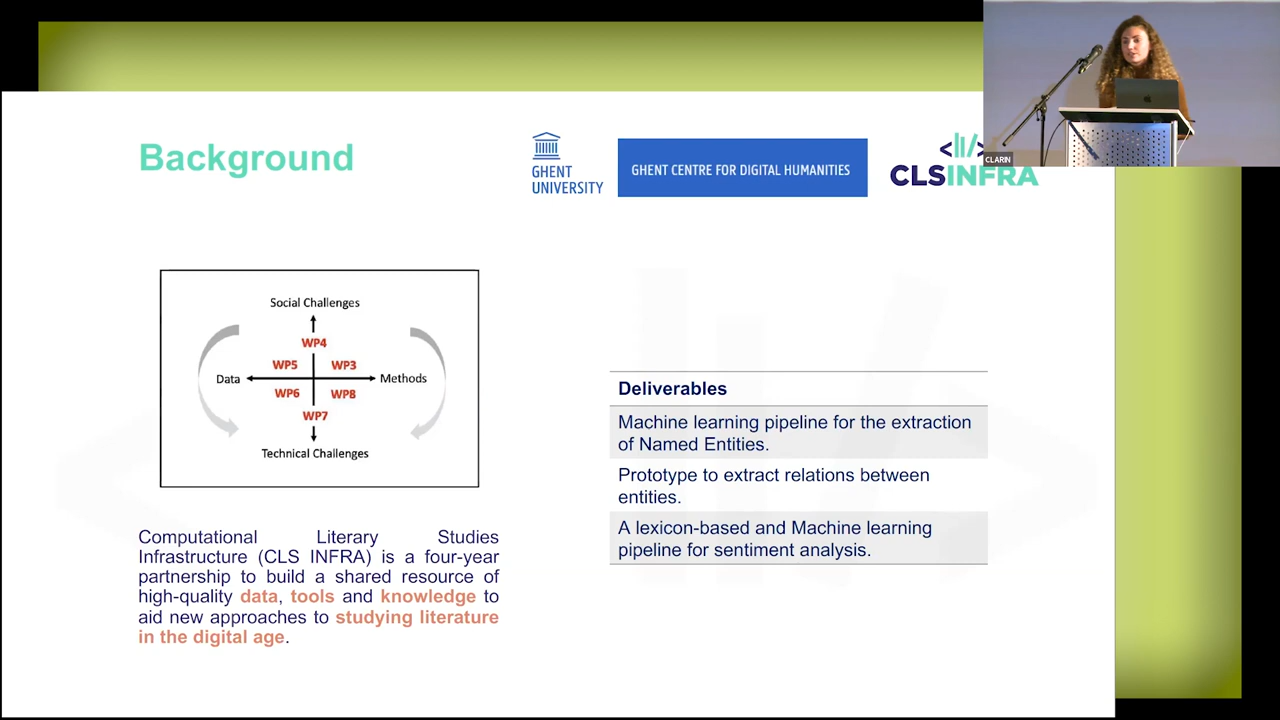 Background
GHENT
UNIVERSITY
GHENT CENTRE FOR DIGITAL HUMANITIES
CLSINFRA
CLARIN
Social Challenges
WP4
WP5 WP3
Data Methods
WP6 WP8
WP7
Technical Challenges
Computational Literary Studies
Infrastructure (CLS INFRA) is a four-year
partnership to build a shared resource of
high-quality data, tools and knowledge to
aid new approaches to studying literature
in the digital age.
Deliverables
Machine learning pipeline for the extraction
of Named Entities.
Prototype to extract relations between
entities.
A lexicon-based and Machine learning
pipeline for sentiment analysis.